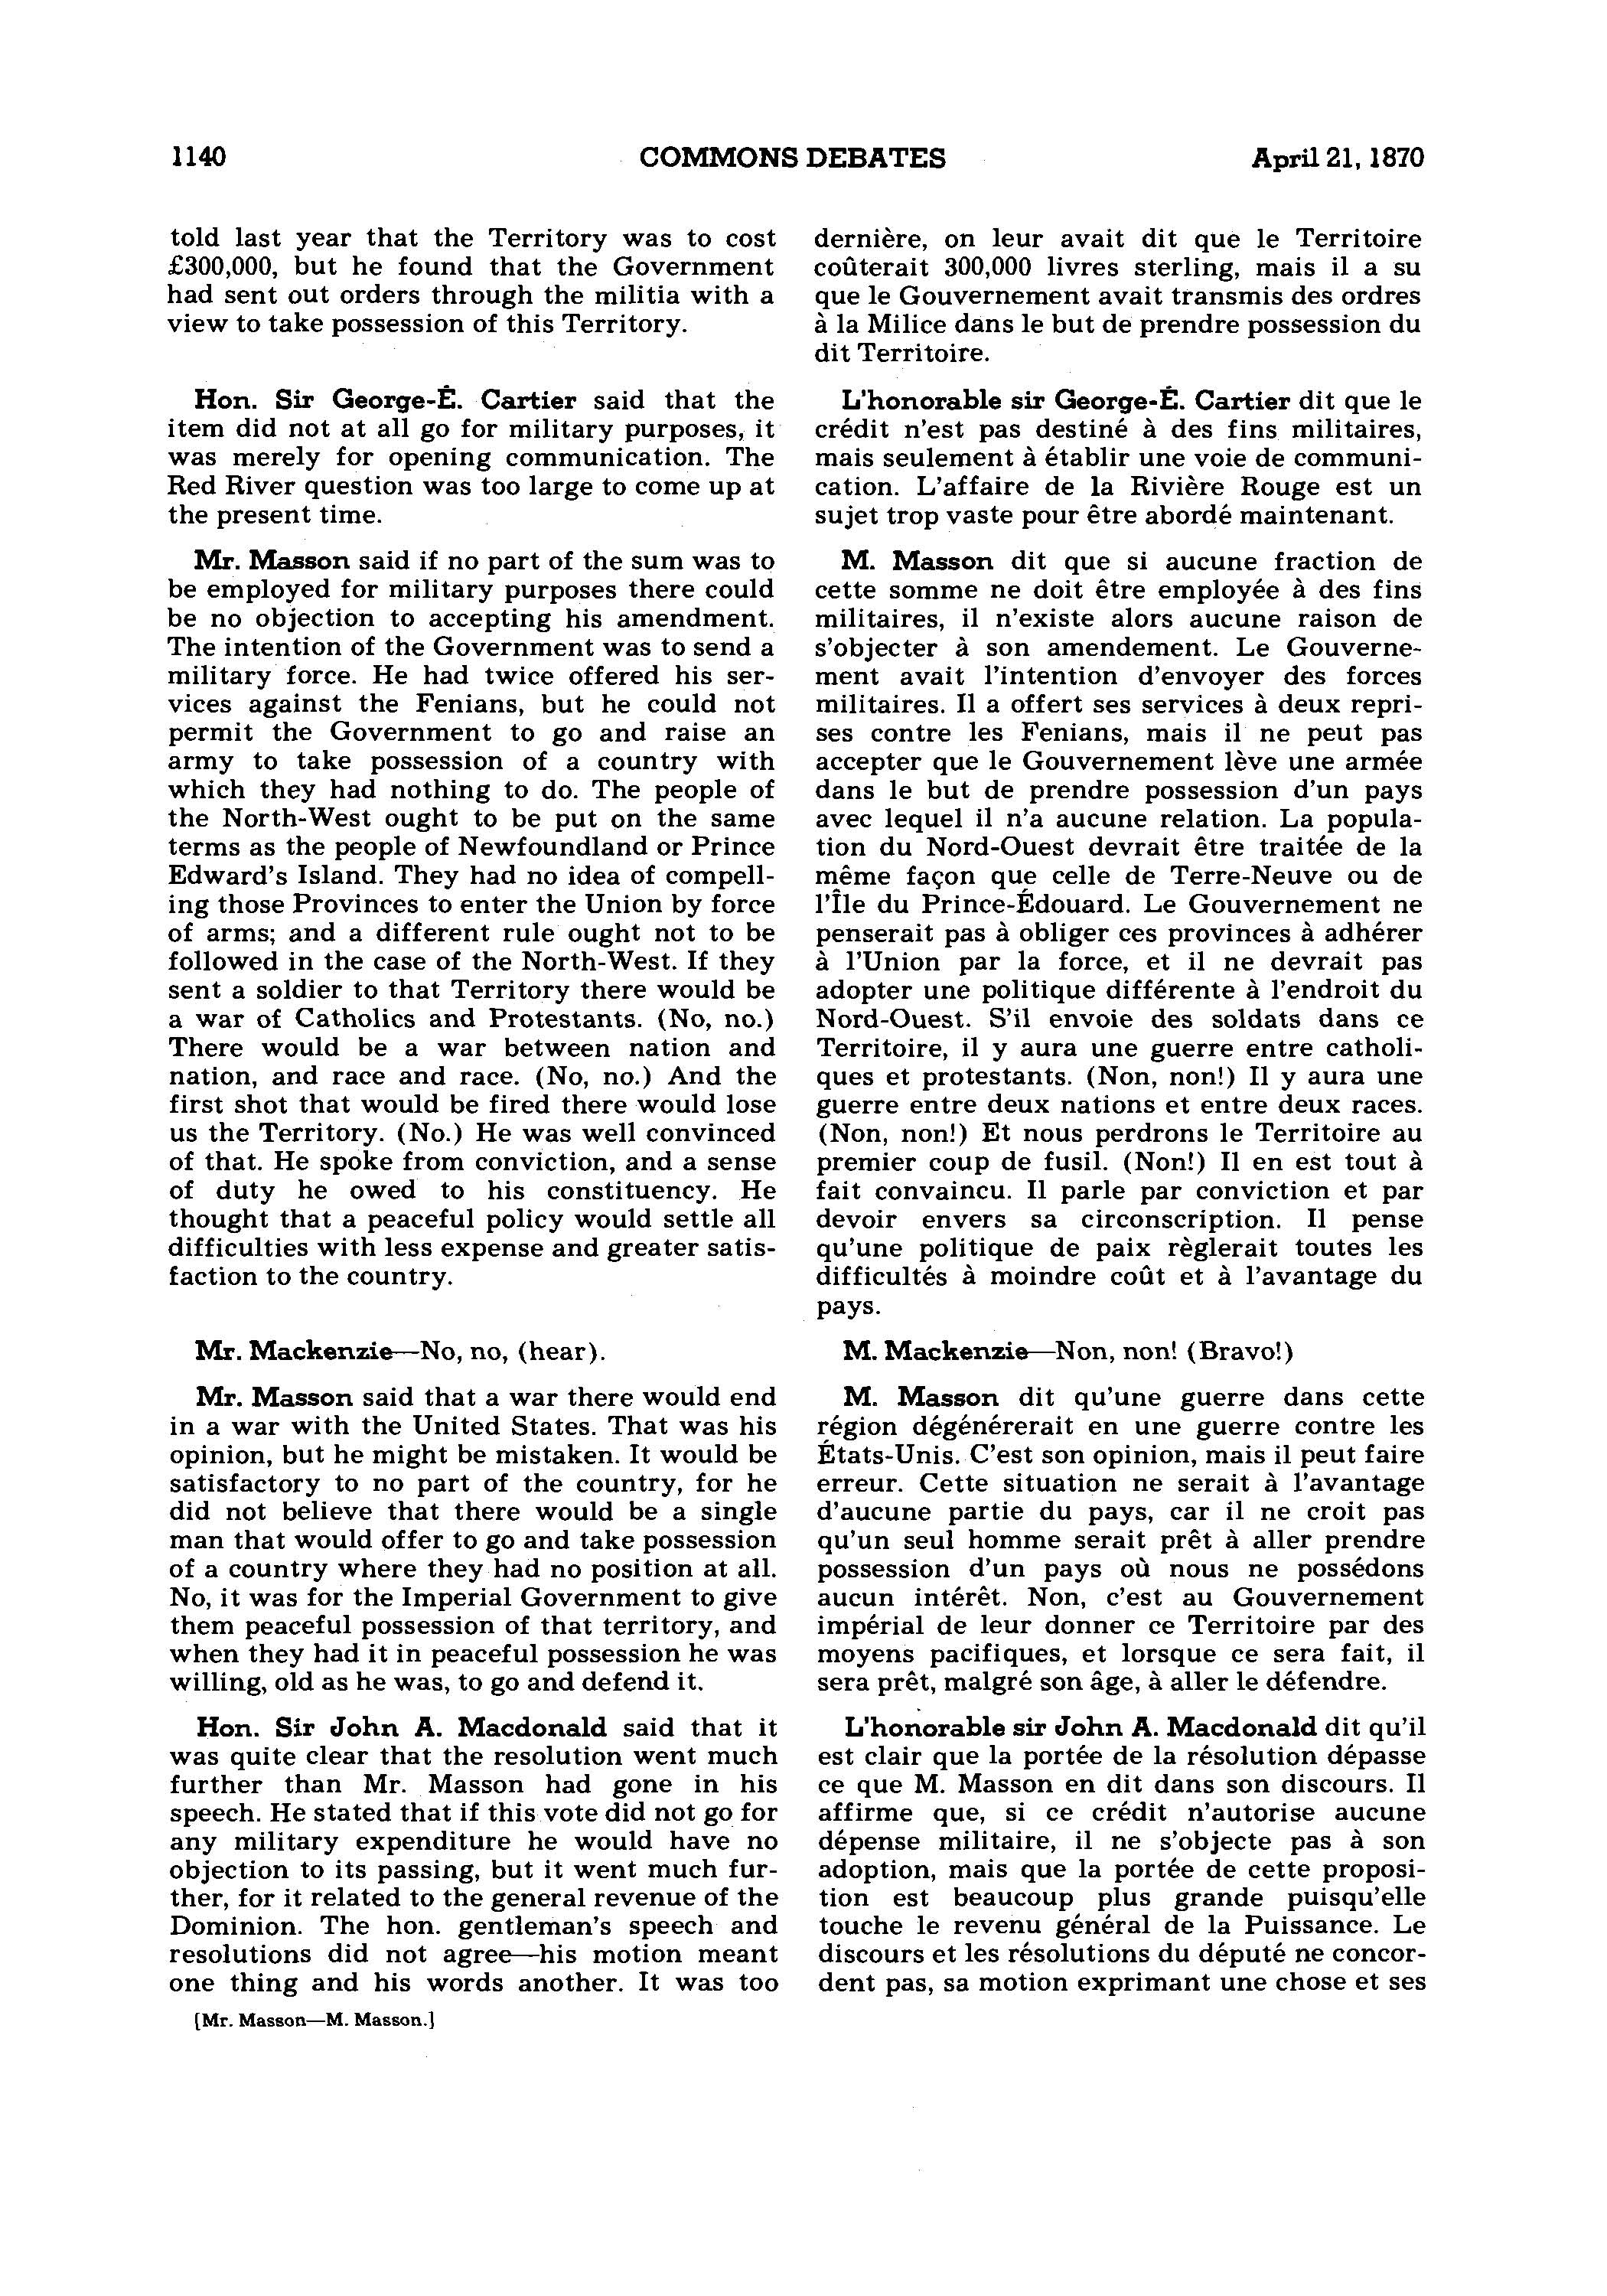 1140 COMMONS DEBATES April 21, 1870
told last year that the Territory was to cost
£300,000, but he found that the Government
had sent out orders through the militia with a
view to take possession of this Territory.
Hon. Sir George-É. Cartier said that the
item did not at all go for military purposes, it
was merely for opening communication. The
Red River question was too large to come up at
the present time.
Mr. Masson said if no part of the sum was to
be employed for military purposes there could
be no objection to accepting his amendment.
The intention of the Government was to send a
military force. He had twice offered his ser-
vices against the Fenians, but he could not
permit the Government to go and raise an
army to take possession of a country with
which they had nothing to do. The people of
the North-West ought to be put on the same
terms as the people of Newfoundland or Prince
Edward's Island. They had no idea of compell-
ing those Provinces to enter the Union by force
of arms; and a different rule ought not to be
followed in the case of the North-West. If they
sent a soldier to that Territory there would be
a war of Catholics and Protestants. (No, no.)
There would be a war between nation and
nation, and race and race. (No, no.) And the
first shot that would be fired there would lose
us the Territory. (No.) He was well convinced
of that. He spoke from conviction, and a sense
of duty he owed to his constituency. He
thought that a peaceful policy would settle all
difficulties with less expense and greater satis-
faction to the country.
Mr. Mackenzie—No, no, (hear).
Mr. Masson said that a war there would end
in a war with the United States. That was his
opinion, but he might be mistaken. It would be
satisfactory to no part of the country, for he
did not believe that there would be a single
man that would offer to go and take possession
of a country where they had no position at all.
No, it was for the Imperial Government to give
them peaceful possession of that territory, and
when they had it in peaceful possession he was
willing, old as he was, to go and defend it.
Hon. Sir John A. Macdonald said that it
was quite clear that the resolution went much
further than Mr. Masson had gone in his
speech. He stated that if this vote did not go for
any military expenditure he would have no
objection to its passing, but it went much fur-
ther, for it related to the general revenue of the
Dominion. The hon. gentleman's speech and
resolutions did not agree—his motion meant
one thing and his words another. It was too
[Mr. Masson—M. Masson.]
dernière, on leur avait dit que le Territoire
coûterait 300,000 livres sterling, mais il a su
que le Gouvernement avait transmis des ordres
à la Milice dans le but de prendre possession du
dit Territoire.
L'honorable sir George-É. Cartier dit que le
crédit n'est pas destiné à des fins militaires,
mais seulement à établir une voie de communi-
cation. L'affaire de la Rivière Rouge est un
sujet trop vaste pour être abordé maintenant.
M. Masson dit que si aucune fraction de
cette somme ne doit être employée à des fins
militaires, il n'existe alors aucune raison de
s'objecter à son amendement. Le Gouverne-
ment avait l'intention d'envoyer des forces
militaires. Il a offert ses services à deux repri-
ses contre les Fenians, mais il ne peut pas
accepter que le Gouvernement lève une armée
dans le but de prendre possession d'un pays
avec lequel il n'a aucune relation. La popula-
tion du Nord-Ouest devrait être traitée de la
même façon que celle de Terre-Neuve ou de
l'Île du Prince-Édouard. Le Gouvernement ne
penserait pas à obliger ces provinces à adhérer
à l'Union par la force, et il ne devrait pas
adopter une politique différente à l'endroit du
Nord-Ouest. S'il envoie des soldats dans ce
Territoire, il y aura une guerre entre catholi-
ques et protestants. (Non, non!) Il y aura une
guerre entre deux nations et entre deux races.
(Non, non!) Et nous perdrons le Territoire au
premier coup de fusil. (Non!) Il en est tout à
fait convaincu. Il parle par conviction et par
devoir envers sa circonscription. Il pense
qu'une politique de paix règlerait toutes les
difficultés à moindre coût et à l'avantage du
pays.
M. Mackenzie—Non, non! (Bravo!)
M. Masson dit qu'une guerre dans cette
région dégénérerait en une guerre contre les
États-Unis. C'est son opinion, mais il peut faire
erreur. Cette situation ne serait à l'avantage
d'aucune partie du pays, car il ne croit pas
qu'un seul homme serait prêt à aller prendre
possession d'un pays où nous ne possédons
aucun intérêt. Non, c'est au Gouvernement
impérial de leur donner ce Territoire par des
moyens pacifiques, et lorsque ce sera fait, il
sera prêt, malgré son âge, à aller le défendre.
L'honorable sir John A. Macdonald dit qu'il
est clair que la portée de la résolution dépasse
ce que M. Masson en dit dans son discours. Il
affirme que, si ce crédit n'autorise aucune
dépense militaire, il ne s'objecte pas à son
adoption, mais que la portée de cette proposi-
tion est beaucoup plus grande puisqu'elle
touche le revenu général de la Puissance. Le
discours et les résolutions du député ne concor-
dent pas, sa motion exprimant une chose et ses